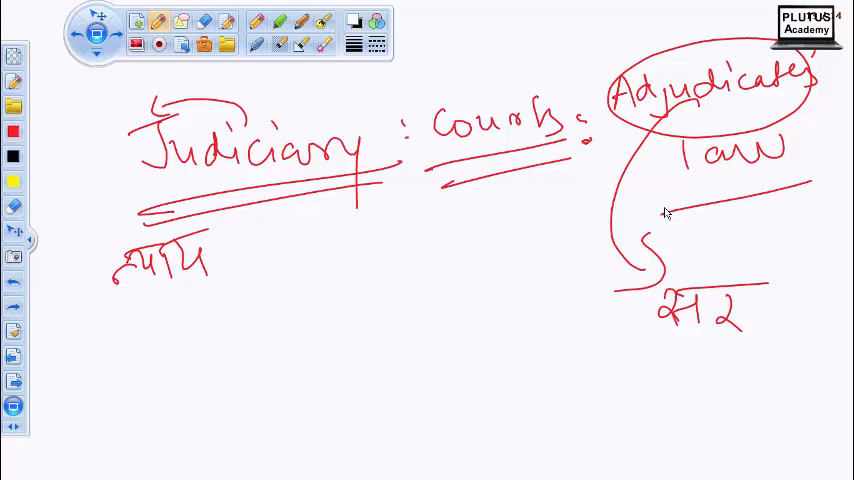 PLUTUS
Academy
Judiciary : Courts : Adjudicates
law
न्याय